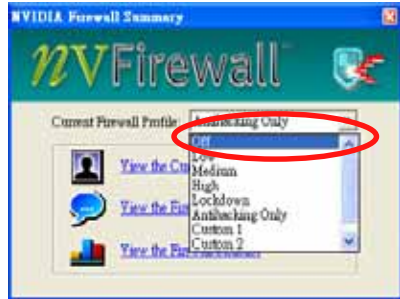 NVIDIA Firewall Summary
NVFirewall
Current Firewall Profile: Antihacking Only
Off
Low
Medium
High
Lockdown
Antihacking Only
Custom 1
Custom 2
View the
View the
View the